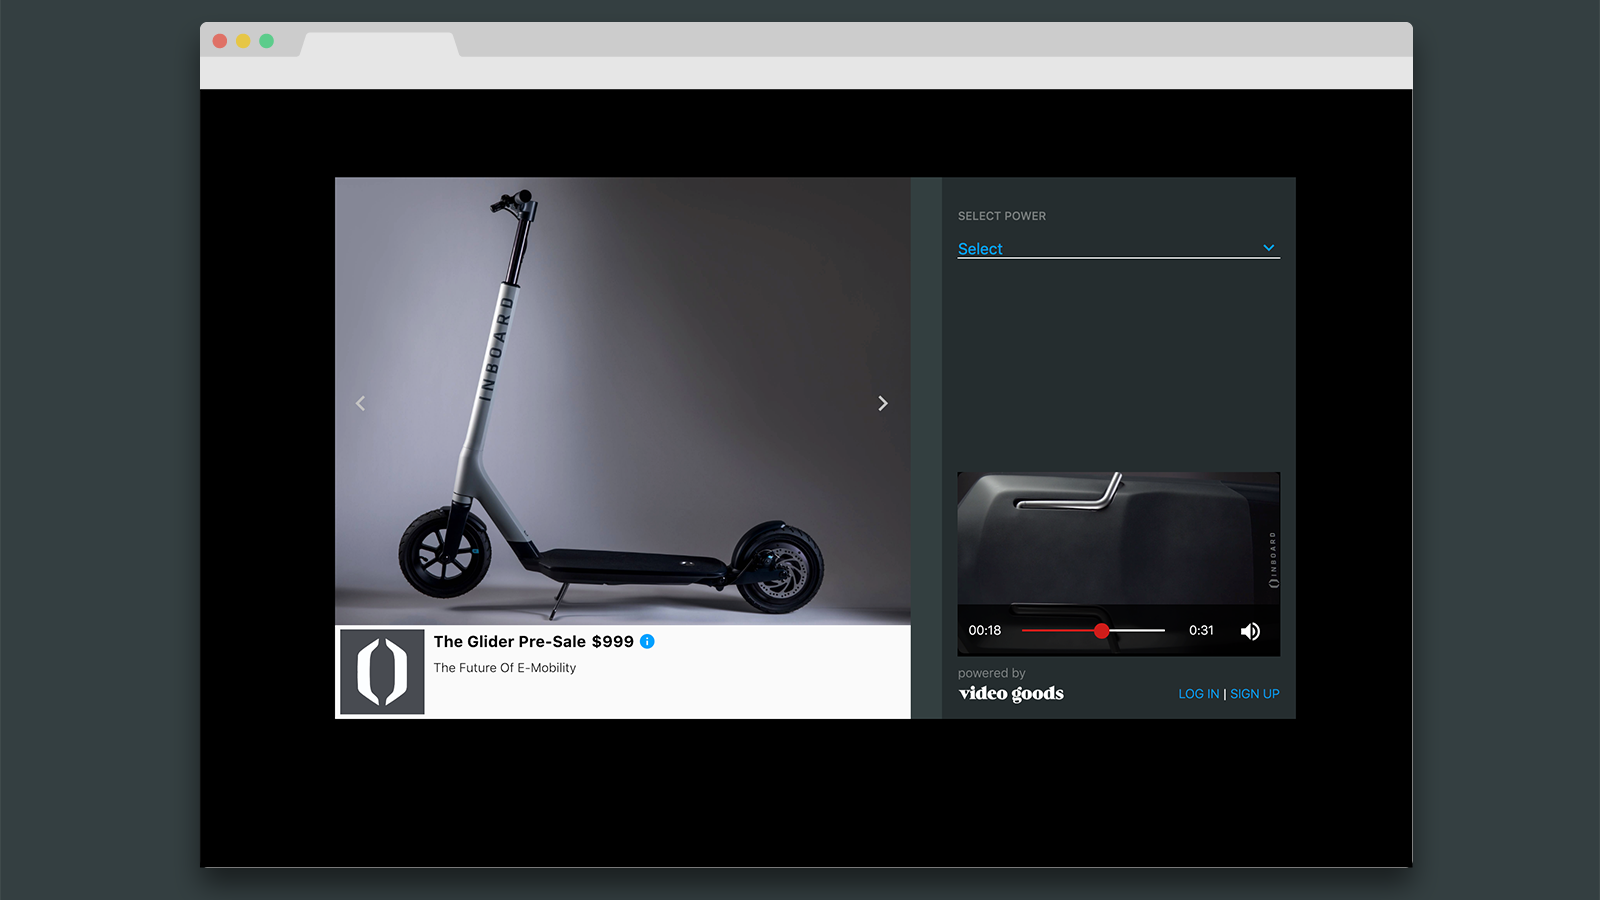 INBOARD
The Glider Pre-Sale $999
The Future Of E-Mobility
SELECT POWER
Select
INBOARD
00:18
0:31
powered by
video goods
LOG IN | SIGN UP